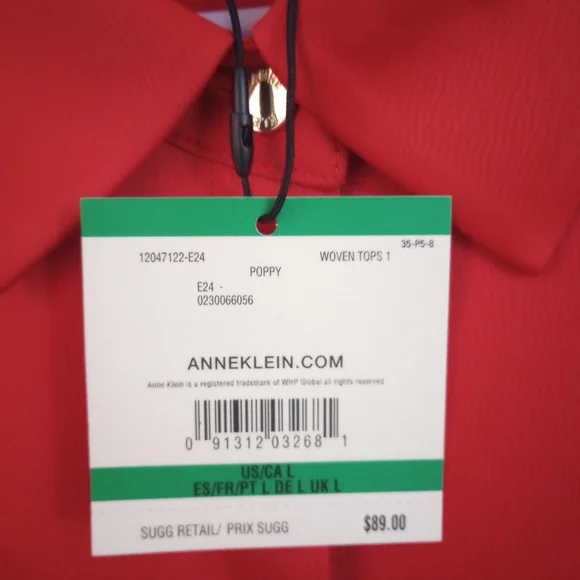 35-P5-8
12047122-E24 WOVEN TOPS 1
POPPY
E24 -
0230066056
ANNEKLEIN.COM
Anne Klein is a registered trademark of WHP Global all rights reserved
0 91312 03268 1
US/CA L
ES/FR/PT L DE L UK L
SUGG RETAIL/ PRIX SUGG $89.00